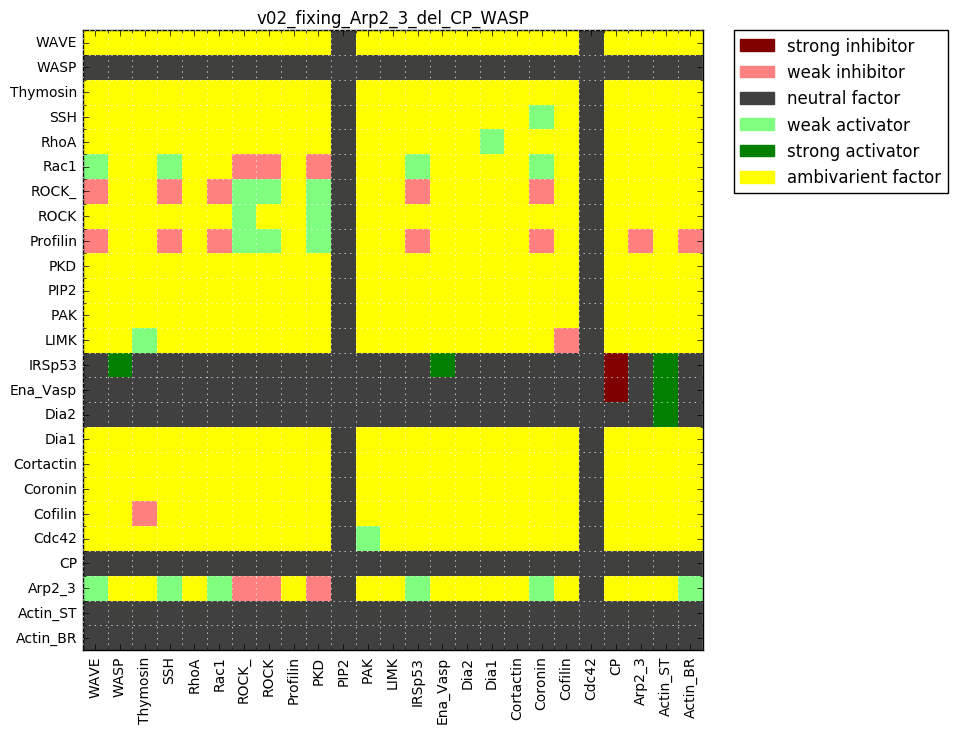 v02_fixing_Arp2_3_del_CP_WASP
WAVE
WASP
Thymosin
SSH
RhoA
Rac1
ROCK_
ROCK
Profilin
PKD
PIP2
PAK
LIMK
IRSp53
Ena_Vasp
Dia2
Dia1
Cortactin
Coronin
Cofilin
Cdc42
CP
Arp2_3
Actin_ST
Actin_BR
WAVE
WASP
Thymosin
SSH
RhoA
Rac1
ROCK_
ROCK
Profilin
PKD
PIP2
PAK
LIMK
IRSp53
Ena_Vasp
Dia2
Dia1
Cortactin
Coronin
Cofilin
Cdc42
CP
Arp2_3
Actin_ST
Actin_BR
strong inhibitor
weak inhibitor
neutral factor
weak activator
strong activator
ambivarient factor